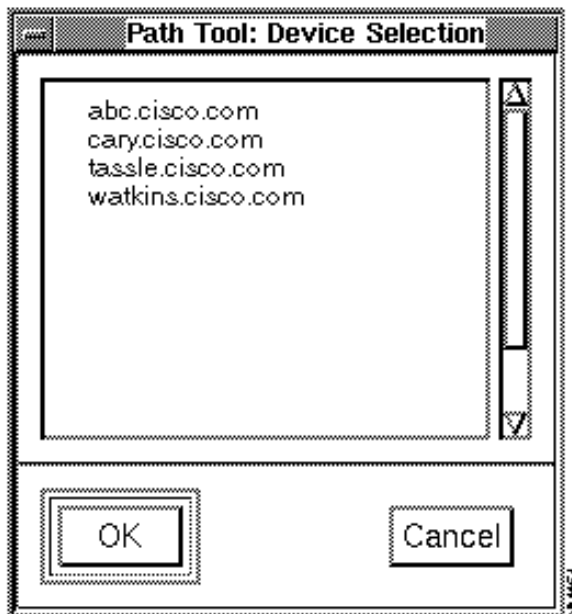 Path Tool: Device Selection
abc.cisco.com
cary.cisco.com
tassle.cisco.com
watkins.cisco.com
OK
Cancel